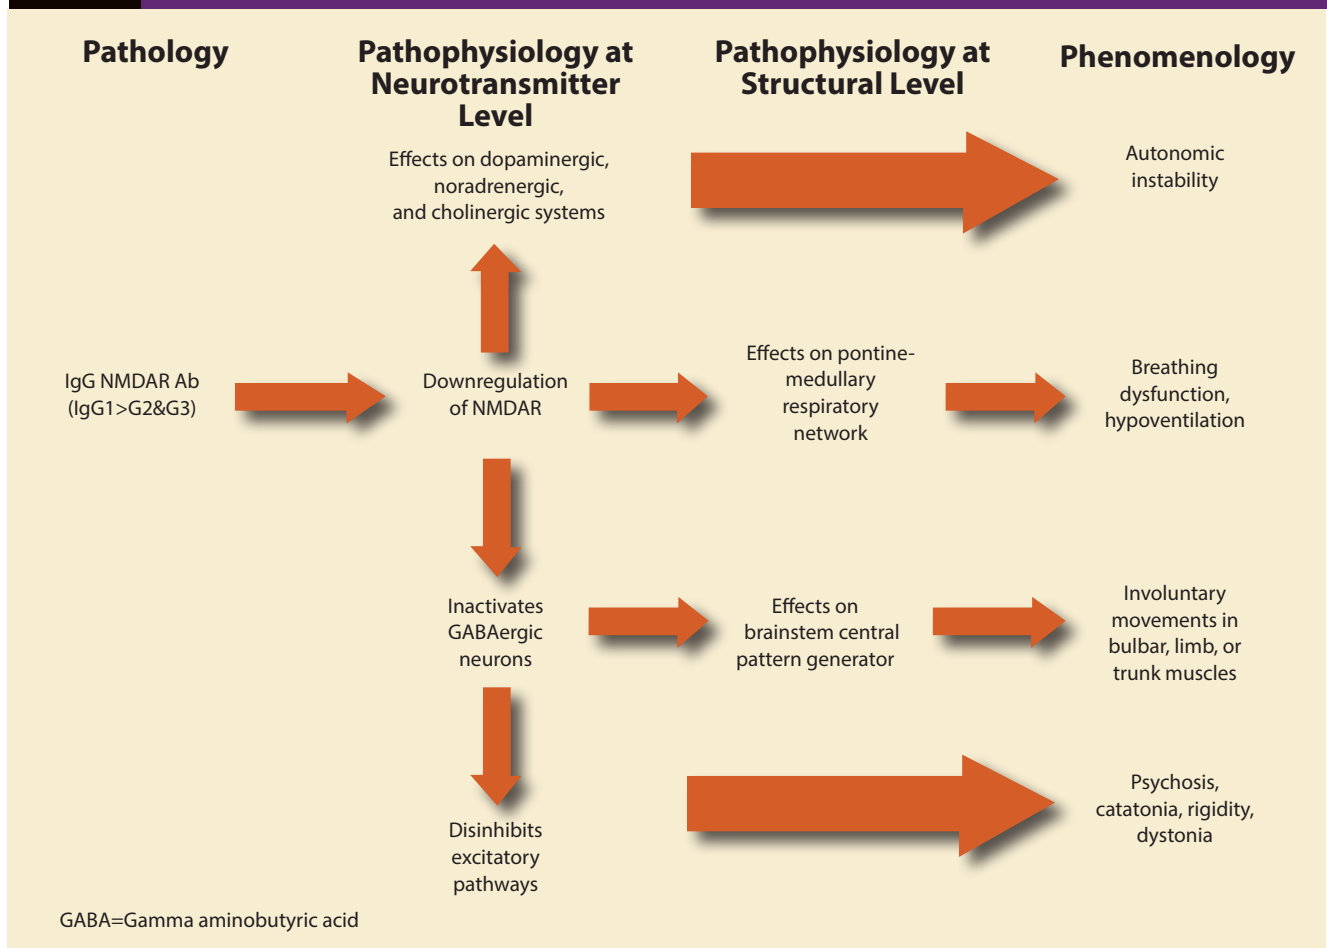 Pathology
Pathophysiology at
Neurotransmitter
Level
Pathophysiology at
Structural Level
Phenomenology
Effects on dopaminergic,
noradrenergic,
and cholinergic systems
Autonomic
instability
IgG NMDAR Ab
(IgG1>G2&G3)
Downregulation
of NMDAR
Effects on pontine-
medullary
respiratory
network
Breathing
dysfunction,
hypoventilation
Inactivates
GABAergic
neurons
Effects on
brainstem central
pattern generator
Involuntary
movements in
bulbar, limb, or
trunk muscles
Disinhibits
excitatory
pathways
Psychosis,
catatonia, rigidity,
dystonia
GABA=Gamma aminobutyric acid